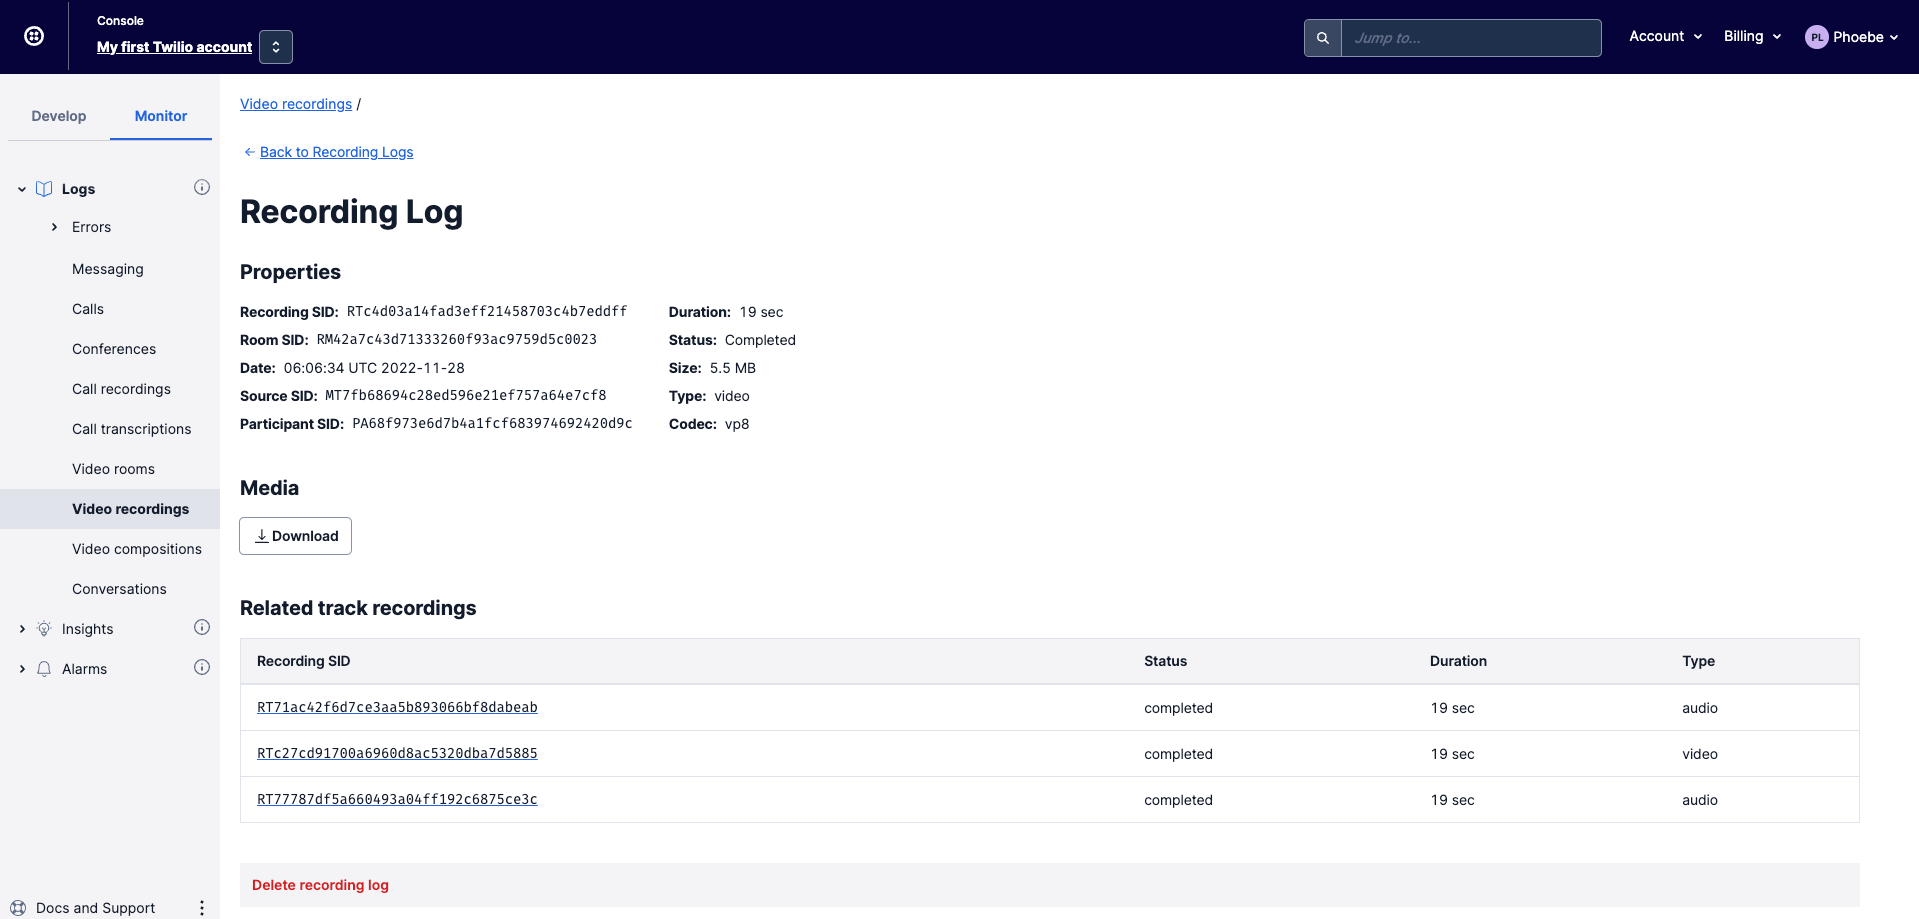 Console
My first Twilio account
Jump to...
Account
Billing
PL Phoebe
Develop
Monitor
Logs
Errors
Messaging
Calls
Conferences
Call recordings
Call transcriptions
Video rooms
Video recordings
Video compositions
Conversations
Insights
Alarms
Docs and Support
Video recordings /
← Back to Recording Logs
Recording Log
Properties
Recording SID: RTc4d03a14fad3eff21458703c4b7eddff
Room SID: RM42a7c43d71333260f93ac9759d5c0023
Date: 06:06:34 UTC 2022-11-28
Source SID: MT7fb68694c28ed596e21ef757a64e7cf8
Participant SID: PA68f973e6d7b4a1fcf683974692420d9c
Duration: 19 sec
Status: Completed
Size: 5.5 MB
Type: video
Codec: vp8
Media
Download
Related track recordings
Recording SID Status Duration Type
RT71ac42f6d7ce3aa5b893066bf8dabeab completed 19 sec audio
RTc27cd91700a6960d8ac5320dba7d5885 completed 19 sec video
RT77787df5a660493a04ff192c6875ce3c completed 19 sec audio
Delete recording log